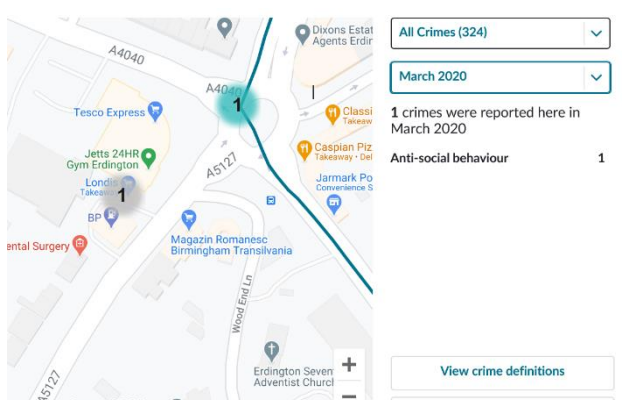 Dixons Estat
Agents Erdin
A4040
A4040
1
Tesco Express
Classi
Takeaw
Jetts 24HR
Gym Erdington
Caspian Piz
Takeaway • Del
A5127
Londis
Takeaw
1
Jarmark Po
Convenience S
BP
ental Surgery
Magazin Romanesc
Birmingham Transilvania
Wood End Ln
Erdington Seven
Adventist Churcl
A5127
+
−
All Crimes (324)
March 2020
1 crimes were reported here in
March 2020
Anti-social behaviour 1
View crime definitions